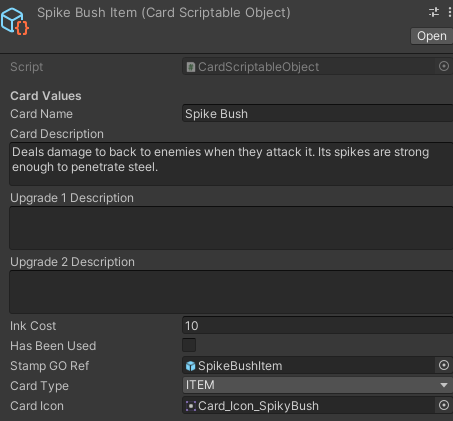 Spike Bush Item (Card Scriptable Object)
Open
Script
CardScriptableObject
Card Values
Card Name
Spike Bush
Card Description
Deals damage to back to enemies when they attack it. Its spikes are strong
enough to penetrate steel.
Upgrade 1 Description
Upgrade 2 Description
Ink Cost
10
Has Been Used
Stamp GO Ref
SpikeBushItem
Card Type
ITEM
Card Icon
Card_Icon_SpikyBush